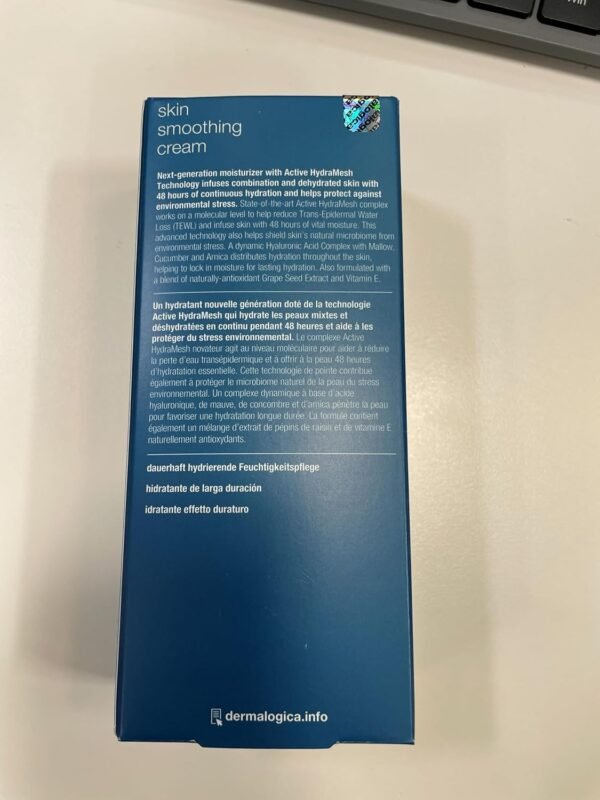 skin
smoothing
cream
Next-generation moisturizer with Active HydraMesh
Technology infuses combination and dehydrated skin with
48 hours of continuous hydration and helps protect against
environmental stress. State-of-the-art Active HydraMesh complex
works on a molecular level to help reduce Trans-Epidermal Water
Loss (TEWL) and infuse skin with 48 hours of vital moisture. This
advanced technology also helps shield skin's natural microbiome from
environmental stress. A dynamic Hyaluronic Acid Complex with Mallow,
Cucumber and Arnica distributes hydration throughout the skin,
helping to lock in moisture for lasting hydration. Also formulated with
a blend of naturally-antioxidant Grape Seed Extract and Vitamin E.
Un hydratant nouvelle génération doté de la technologie
Active HydraMesh qui hydrate les peaux mixtes et
déshydratées en continu pendant 48 heures et aide à les
protéger du stress environnemental. Le complexe Active
HydraMesh novateur agit au niveau moléculaire pour aider à réduire
la perte d'eau transépidermique et à offrir à la peau 48 heures
d'hydratation essentielle. Cette technologie de pointe contribue
également à protéger le microbiome naturel de la peau du stress
environnemental. Un complexe dynamique à base d'acide
hyaluronique, de mauve, de concombre et d'arnica pénètre la peau
pour favoriser une hydratation longue durée. La formule contient
également un mélange d'extrait de pépins de raisin et de vitamine E
naturellement antioxydants.
dauerhaft hydrierende Feuchtigkeitspflege
hidratante de larga duración
idratante effetto duraturo
dermalogica.info